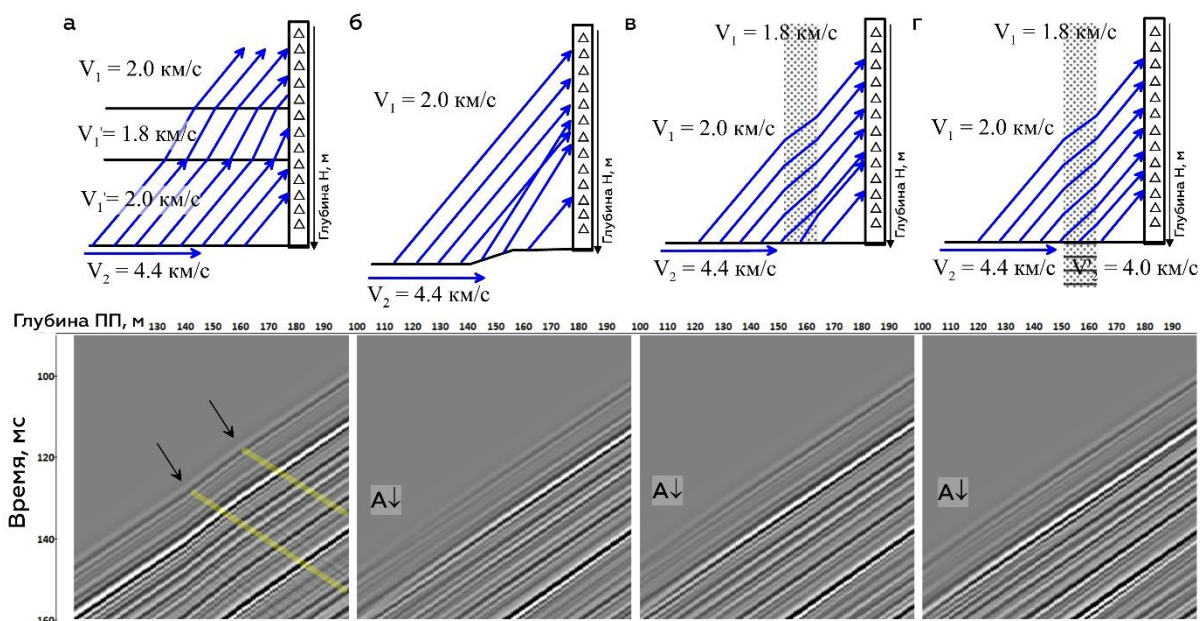 а
V₁ = 2.0 км/с
V₁' = 1.8 км/с
V₁' = 2.0 км/с
V₂ = 4.4 км/с
Глубина H, м
б
V₁ = 2.0 км/с
V₂ = 4.4 км/с
Глубина H, м
в
V₁ = 1.8 км/с
V₁ = 2.0 км/с
V₂ = 4.4 км/с
Глубина H, м
г
V₁ = 1.8 км/с
V₁ = 2.0 км/с
V₂ = 4.4 км/с
V₂ = 4.0 км/с
Глубина H, м
Глубина ПП, м
130 140 150 160 170 180 190
100 110 120 130 140 150 160 170 180 190
100 110 120 130 140 150 160 170 180 190
100 110 120 130 140 150 160 170 180 190
Время, мс
100
120
140
160
А↓
А↓
А↓